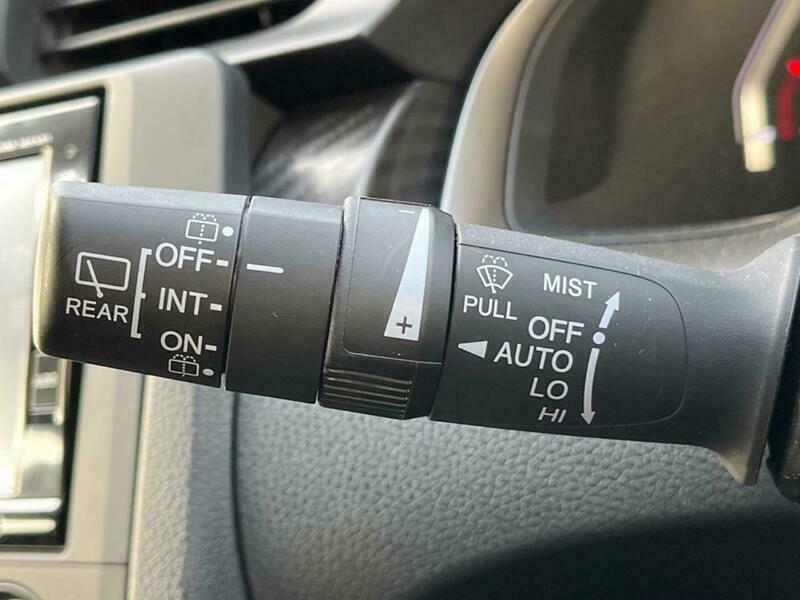 OFF
INT
REAR
ON
−
+
PULL
MIST
OFF
AUTO
LO
HI